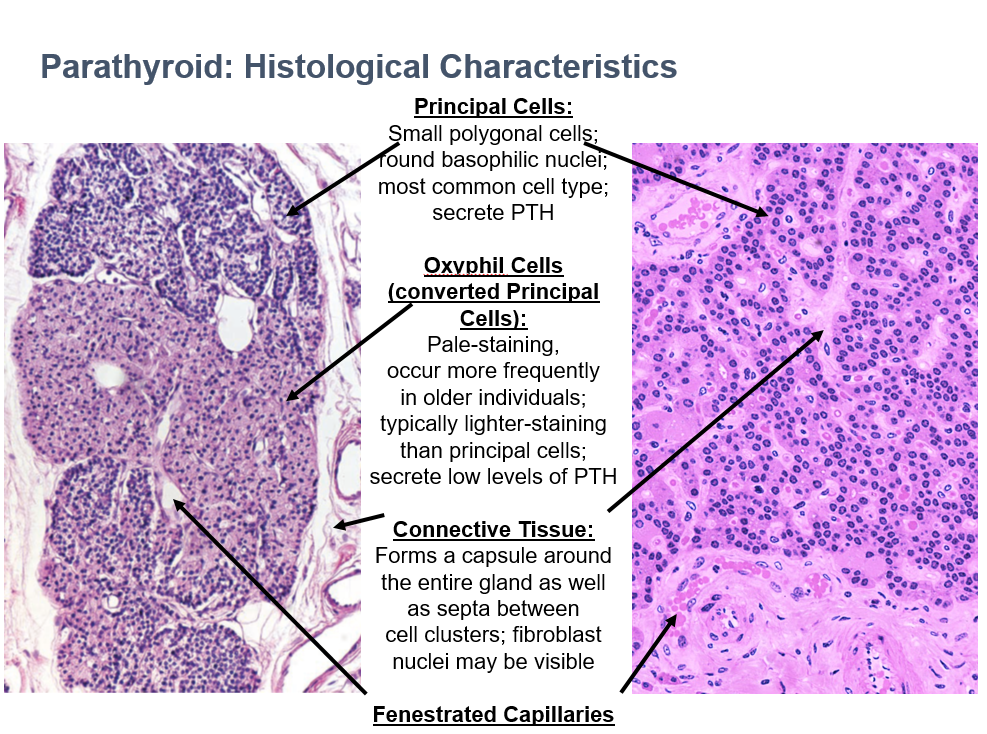 Parathyroid: Histological Characteristics
Principal Cells:
Small polygonal cells;
round basophilic nuclei;
most common cell type;
secrete PTH
Oxyphil Cells
(converted Principal
Cells):
Pale-staining,
occur more frequently
in older individuals;
typically lighter-staining
than principal cells;
secrete low levels of PTH
Connective Tissue:
Forms a capsule around
the entire gland as well
as septa between
cell clusters; fibroblast
nuclei may be visible
Fenestrated Capillaries